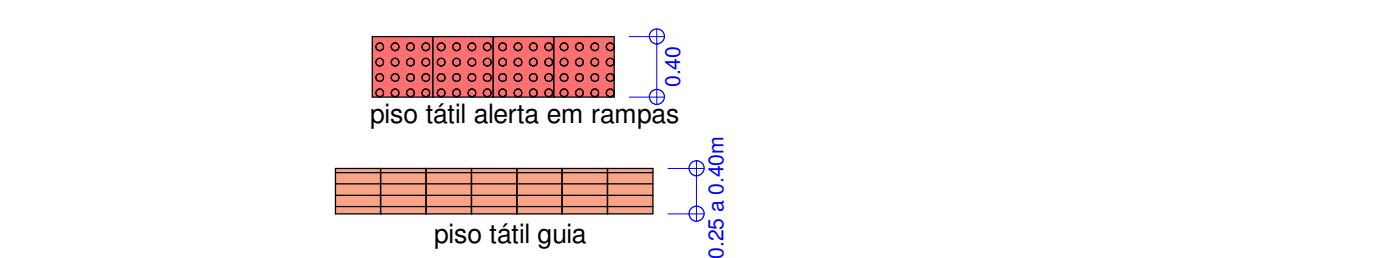 0.40
piso tátil alerta em rampas
0.25 a 0.40m
piso tátil guia